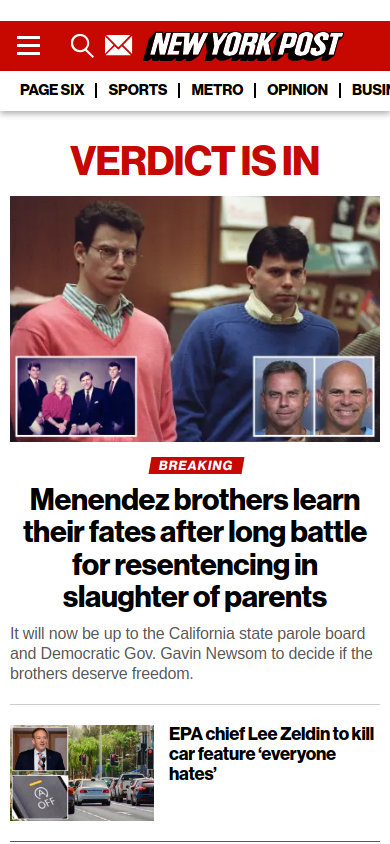 NEW YORK POST
PAGE SIX | SPORTS | METRO | OPINION | BUSIN
VERDICT IS IN
BREAKING
Menendez brothers learn
their fates after long battle
for resentencing in
slaughter of parents
It will now be up to the California state parole board
and Democratic Gov. Gavin Newsom to decide if the
brothers deserve freedom.
EPA chief Lee Zeldin to kill
car feature ‘everyone
hates’
A
OFF